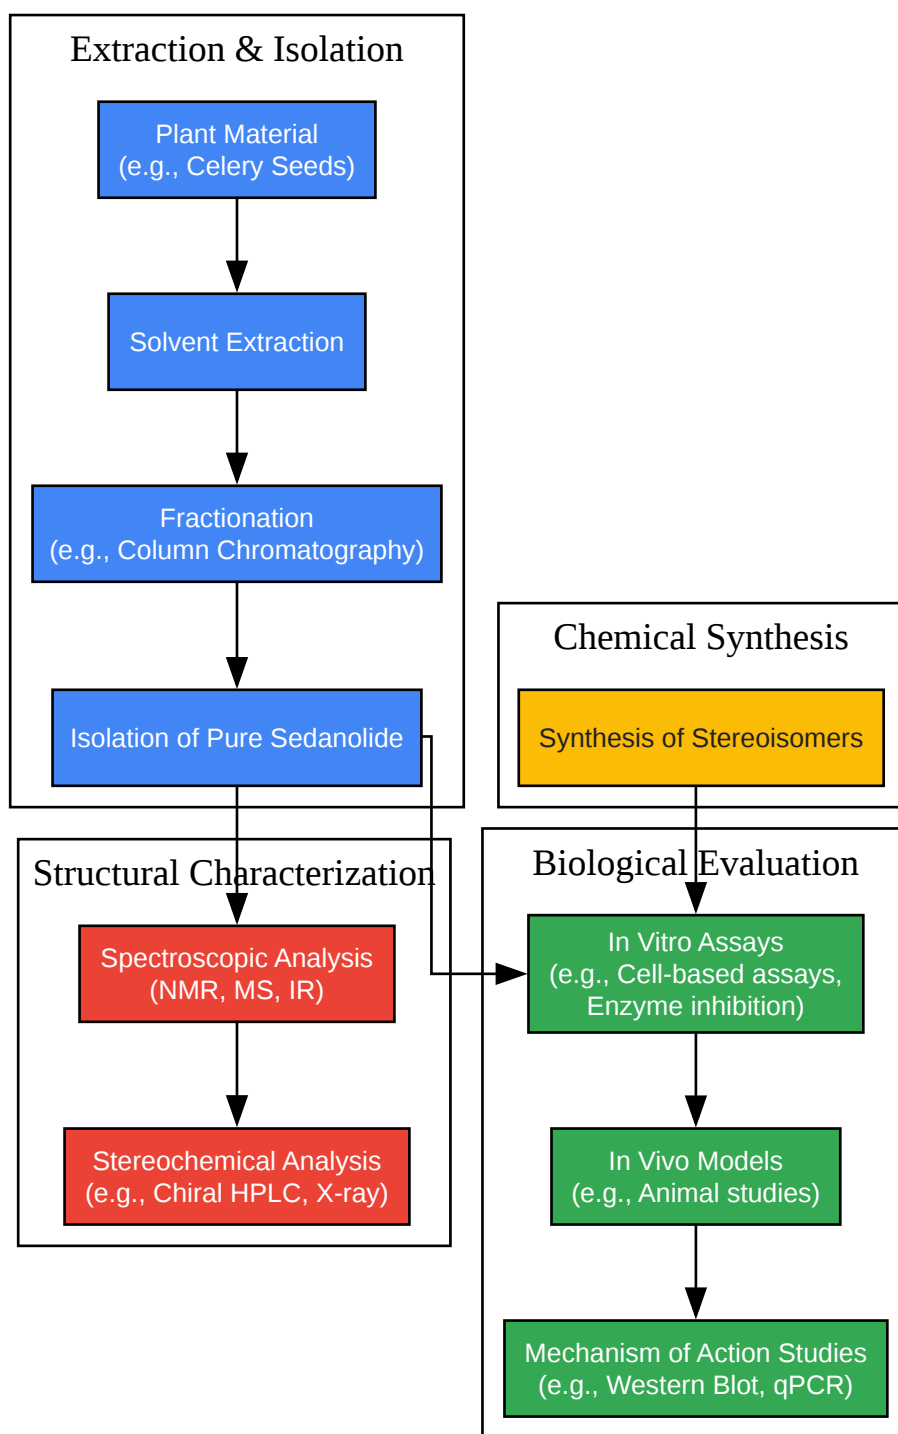 Extraction & Isolation
Plant Material
(e.g., Celery Seeds)
Solvent Extraction
Fractionation
(e.g., Column Chromatography)
Isolation of Pure Sedanolide
Chemical Synthesis
Synthesis of Stereoisomers
Structural Characterization
Spectroscopic Analysis
(NMR, MS, IR)
Stereochemical Analysis
(e.g., Chiral HPLC, X-ray)
Biological Evaluation
In Vitro Assays
(e.g., Cell-based assays,
Enzyme inhibition)
In Vivo Models
(e.g., Animal studies)
Mechanism of Action Studies
(e.g., Western Blot, qPCR)